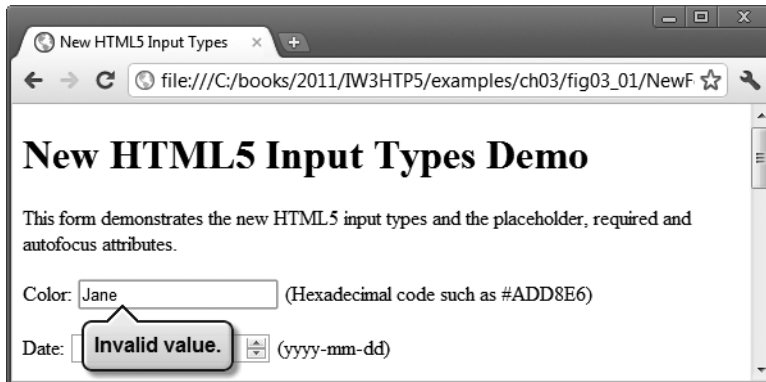 New HTML5 Input Types
file:///C:/books/2011/IW3HTP5/examples/ch03/fig03_01/NewF
New HTML5 Input Types Demo
This form demonstrates the new HTML5 input types and the placeholder, required and
autofocus attributes.
Color: Jane (Hexadecimal code such as #ADD8E6)
Invalid value.
Date: (yyyy-mm-dd)